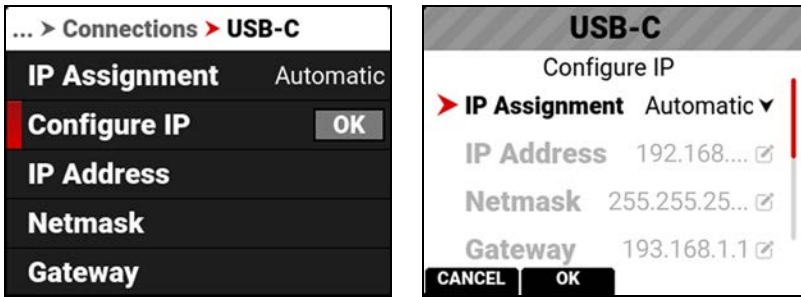 ... > Connections > USB-C
IP Assignment Automatic
Configure IP OK
IP Address
Netmask
Gateway
USB-C
Configure IP
IP Assignment Automatic
IP Address 192.168....
Netmask 255.255.25...
Gateway 193.168.1.1
CANCEL OK